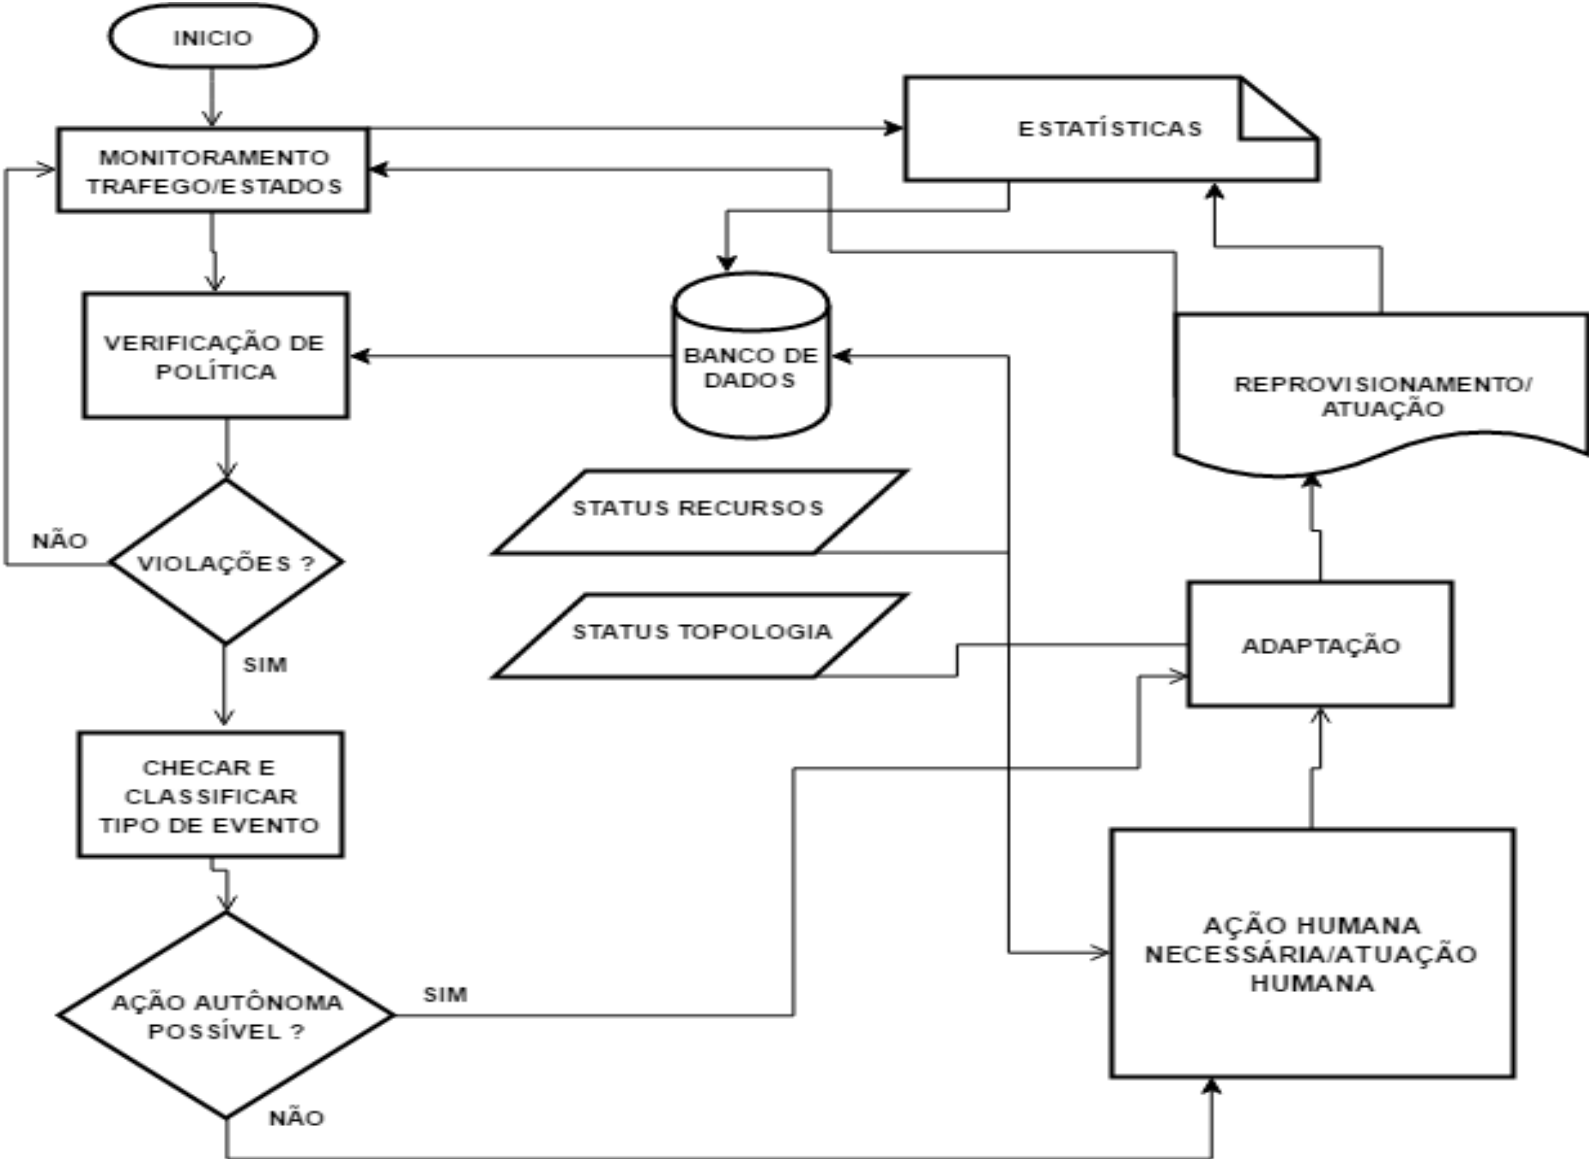 INICIO
MONITORAMENTO
TRAFEGO/ESTADOS
ESTATÍSTICAS
VERIFICAÇÃO DE
POLÍTICA
BANCO DE
DADOS
REPROVISIONAMENTO/
ATUAÇÃO
STATUS RECURSOS
NÃO
VIOLAÇÕES ?
STATUS TOPOLOGIA
ADAPTAÇÃO
SIM
CHECAR E
CLASSIFICAR
TIPO DE EVENTO
AÇÃO HUMANA
NECESSÁRIA/ATUAÇÃO
HUMANA
AÇÃO AUTÔNOMA
POSSÍVEL ?
SIM
NÃO